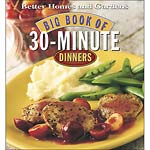 Better Homes and Gardens
BIG BOOK OF
30-MINUTE
DINNERS